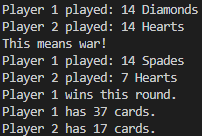 Player 1 played: 14 Diamonds
Player 2 played: 14 Hearts
This means war!
Player 1 played: 14 Spades
Player 2 played: 7 Hearts
Player 1 wins this round.
Player 1 has 37 cards.
Player 2 has 17 cards.